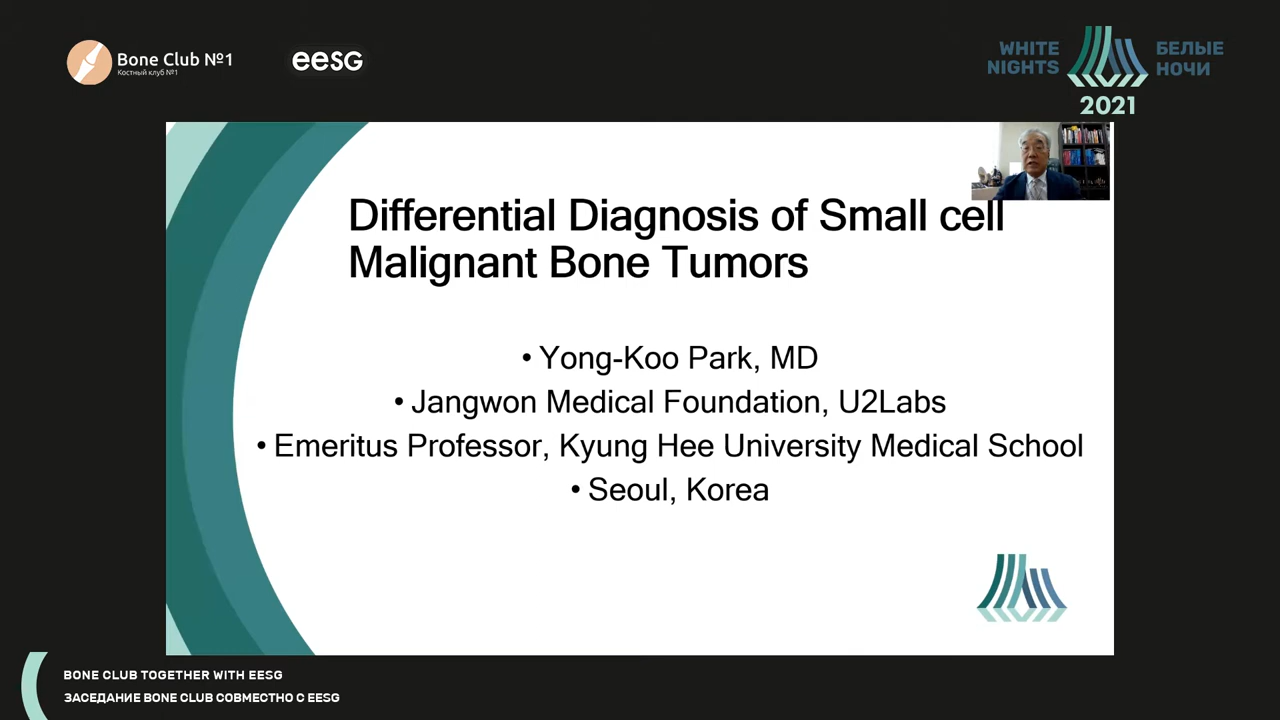 Bone Club №1
Костный клуб №1
eesg
WHITE
NIGHTS
БЕЛЫЕ
НОЧИ
2021
Differential Diagnosis of Small cell
Malignant Bone Tumors
• Yong-Koo Park, MD
• Jangwon Medical Foundation, U2Labs
• Emeritus Professor, Kyung Hee University Medical School
• Seoul, Korea
BONE CLUB TOGETHER WITH EESG
ЗАСЕДАНИЕ BONE CLUB СОВМЕСТНО С EESG